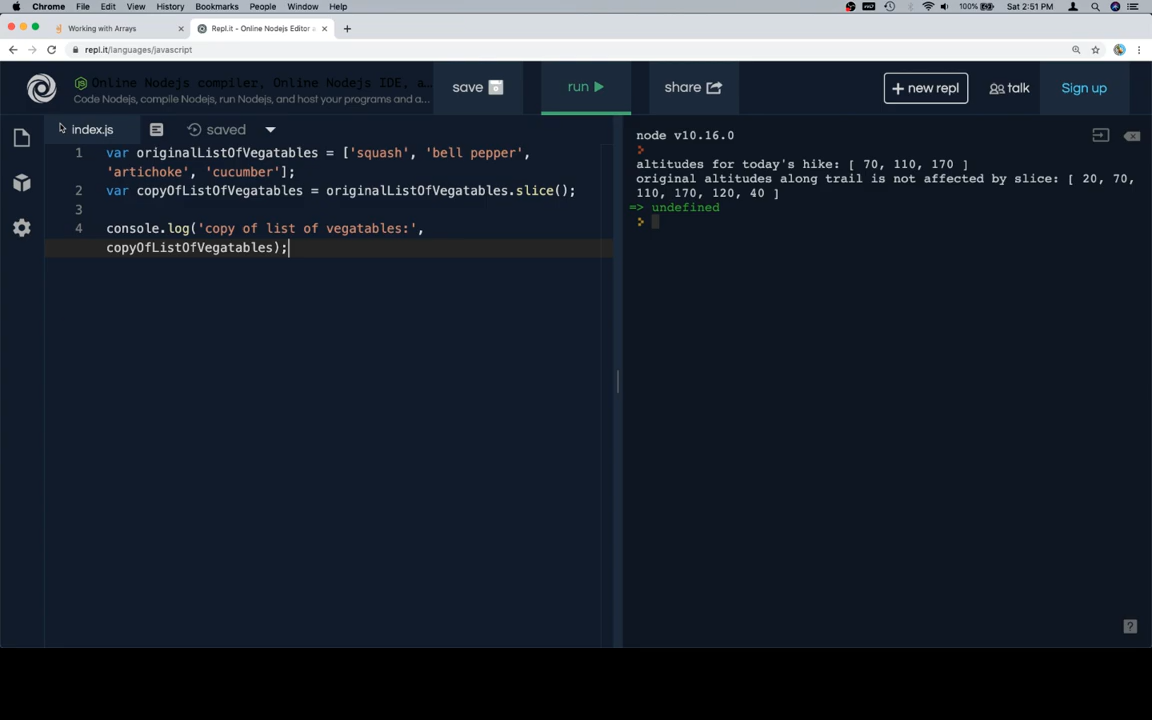 Chrome File Edit View History Bookmarks People Window Help 100% Sat 2:51 PM
Working with Arrays
Repl.it - Online Nodejs Editor a
repl.it/languages/javascript
Online Nodejs compiler, Online Nodejs IDE, a...
Code Nodejs, compile Nodejs, run Nodejs, and host your programs and a...
save
run
share
+ new repl
talk
Sign up
index.js
saved
1 var originalListOfVegatables = ['squash', 'bell pepper',
'artichoke', 'cucumber'];
2 var copyOfListOfVegatables = originalListOfVegatables.slice();
3
4 console.log('copy of list of vegatables:',
copyOfListOfVegatables);
node v10.16.0
altitudes for today's hike: [ 70, 110, 170 ]
original altitudes along trail is not affected by slice: [ 20, 70,
110, 170, 120, 40 ]
=> undefined
?